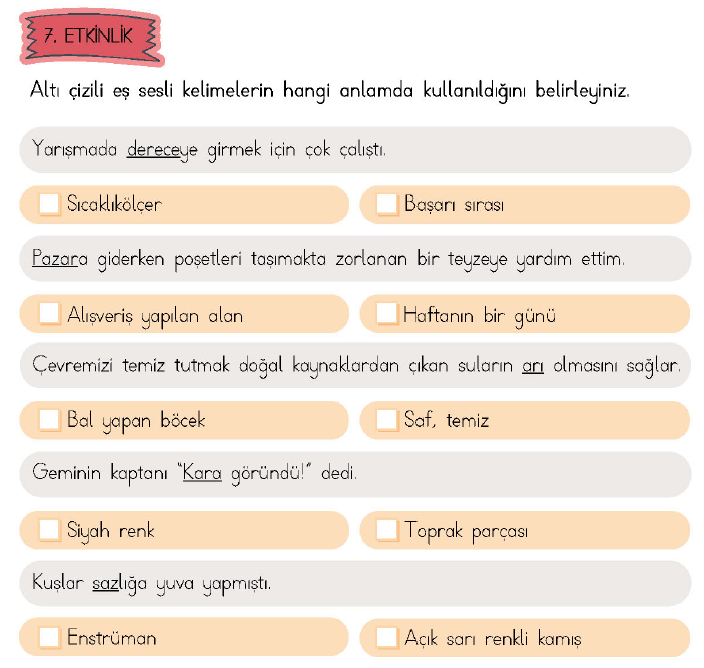 7. ETKİNLİK
Altı çizili eş sesli kelimelerin hangi anlamda kullanıldığını belirleyiniz.
Yarışmada dereceye girmek için çok çalıştı.
Sıcaklıkölçer
Başarı sırası
Pazara giderken poşetleri taşımakta zorlanan bir teyzeye yardım ettim.
Alışveriş yapılan alan
Haftanın bir günü
Çevremizi temiz tutmak doğal kaynaklardan çıkan suların arı olmasını sağlar.
Bal yapan böcek
Saf, temiz
Geminin kaptanı “Kara göründü!” dedi.
Siyah renk
Toprak parçası
Kuşlar sazlığa yuva yapmıştı.
Enstrüman
Açık sarı renkli kamış